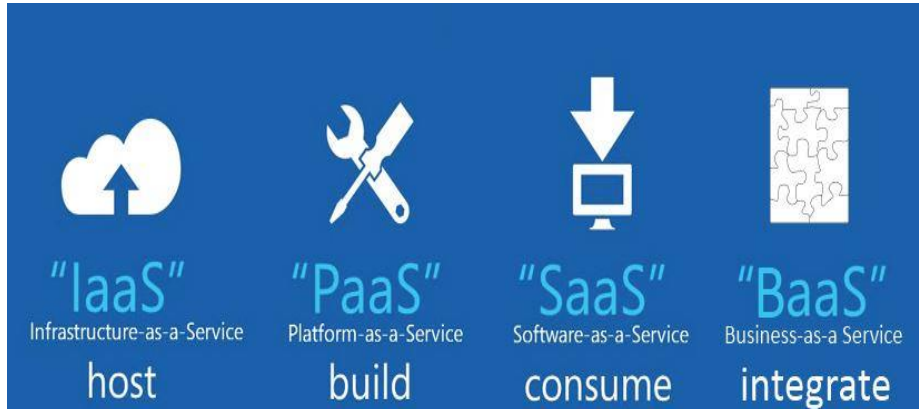 "IaaS"
Infrastructure-as-a-Service
host
"PaaS"
Platform-as-a-Service
build
"SaaS"
Software-as-a-Service
consume
"BaaS"
Business-as-a Service
integrate